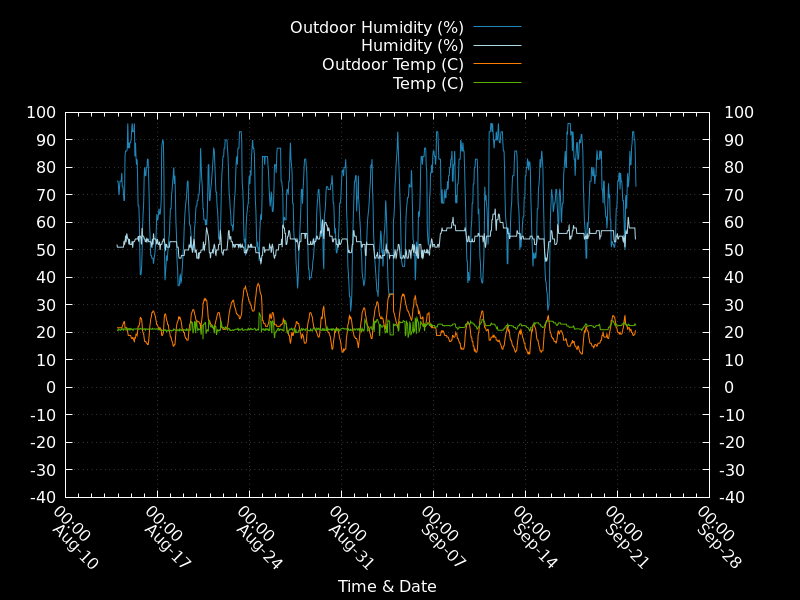 Outdoor Humidity (%)
Humidity (%)
Outdoor Temp (C)
Temp (C)
100 100
90 90
80 80
70 70
60 60
50 50
40 40
30 30
20 20
10 10
0 0
-10 -10
-20 -20
-30 -30
-40 -40
00:00 00:00 00:00 00:00 00:00 00:00 00:00 00:00
Aug-10 Aug-17 Aug-24 Aug-31 Sep-07 Sep-14 Sep-21 Sep-28
Time & Date